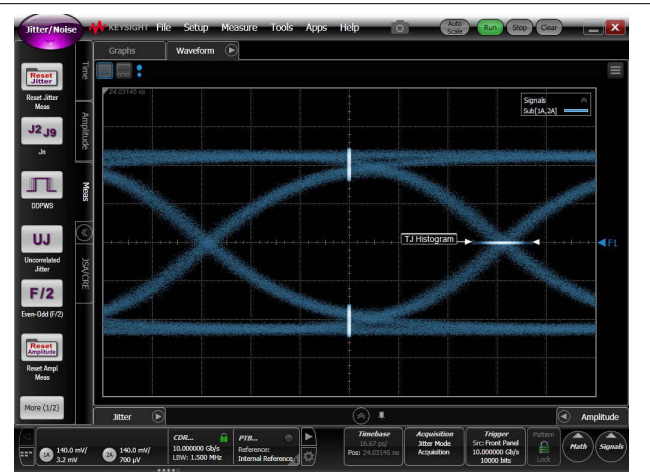 Jitter/Noise
KEYSIGHT File Setup Measure Tools Apps Help
Auto
Scale
Run Stop Clear
Graphs Waveform
Time
Amplitude
Meas
JSA/CRE
Reset
Jitter
Reset Jitter
Meas
J2 J9
Jn
DDPWS
UJ
Uncorrelated
Jitter
F/2
Even-Odd (F/2)
Reset
Amplitude
Reset Ampl
Meas
More (1/2)
24.03145 ns
Signals
Sub[1A,2A]
TJ Histogram
F1
Jitter
Amplitude
1A 140.0 mV/
3.2 mV
2A 140.0 mV/
700 µV
CDR...
10.000000 Gb/s
LBW: 1.500 MHz
PTB...
Reference:
Internal Reference
Timebase
16.67 ps/
Pos: 24.03145 ns
Acquisition
Jitter Mode
Acquisition
Trigger
Src: Front Panel
10.000000 Gb/s
10000 bits
Pattern
Lock
Math
Signals